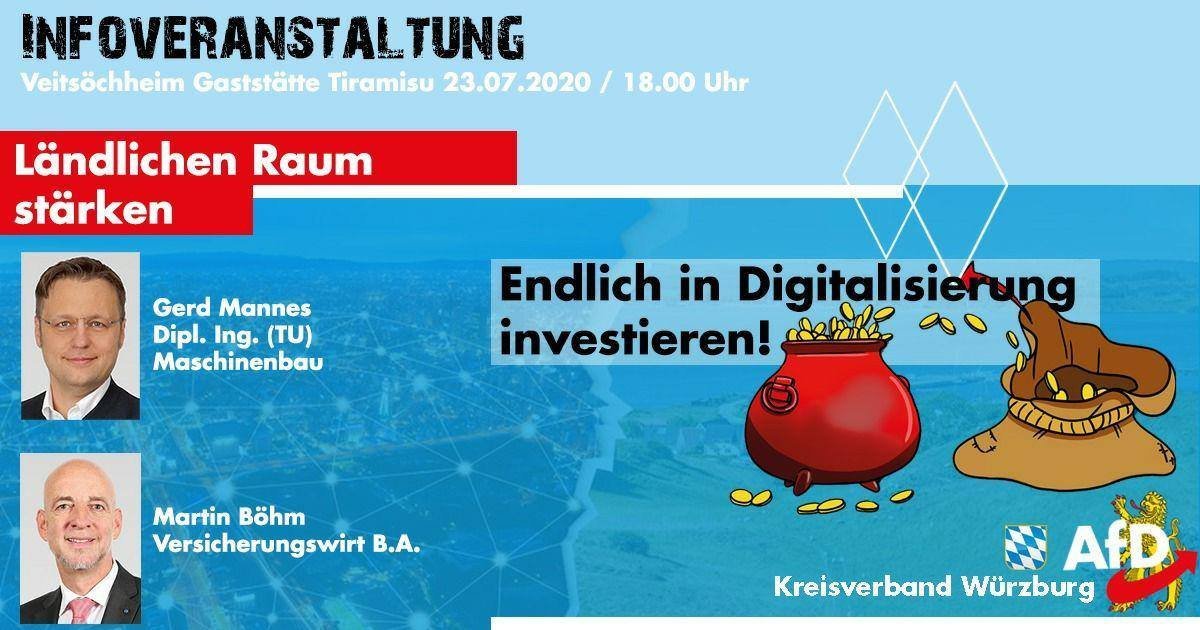 INFOVERANSTALTUNG
Veitsöchheim Gaststätte Tiramisu 23.07.2020 / 18.00 Uhr
Ländlichen Raum
stärken
Endlich in Digitalisierung
investieren!
Gerd Mannes
Dipl. Ing. (TU)
Maschinenbau
Martin Böhm
Versicherungswirt B.A.
AfD
Kreisverband Würzburg